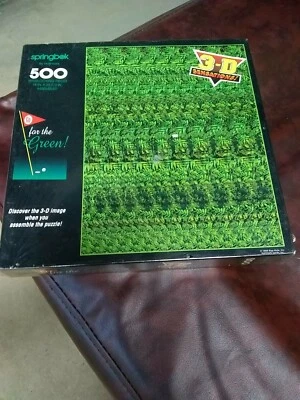 springbok
500
3-D
SENSATIONS!
for the
Green!
Discover the 3-D image
when you
assemble the puzzle!